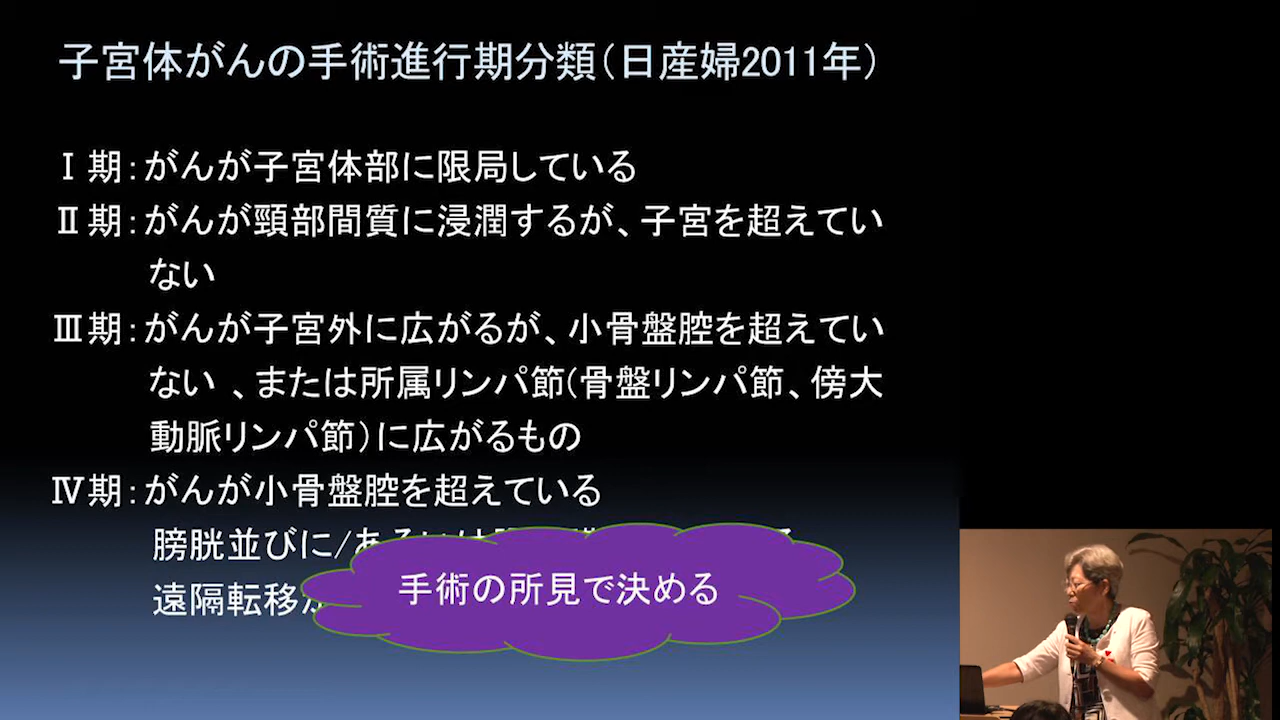 子宮体がんの手術進行期分類（日産婦2011年）
Ⅰ期：がんが子宮体部に限局している
Ⅱ期：がんが頸部間質に浸潤するが、子宮を超えてい
ない
Ⅲ期：がんが子宮外に広がるが、小骨盤腔を超えてい
ない 、または所属リンパ節(骨盤リンパ節、傍大
動脈リンパ節）に広がるもの
Ⅳ期：がんが小骨盤腔を超えている
膀胱並びに/あるいは
遠隔転移
手術の所見で決める